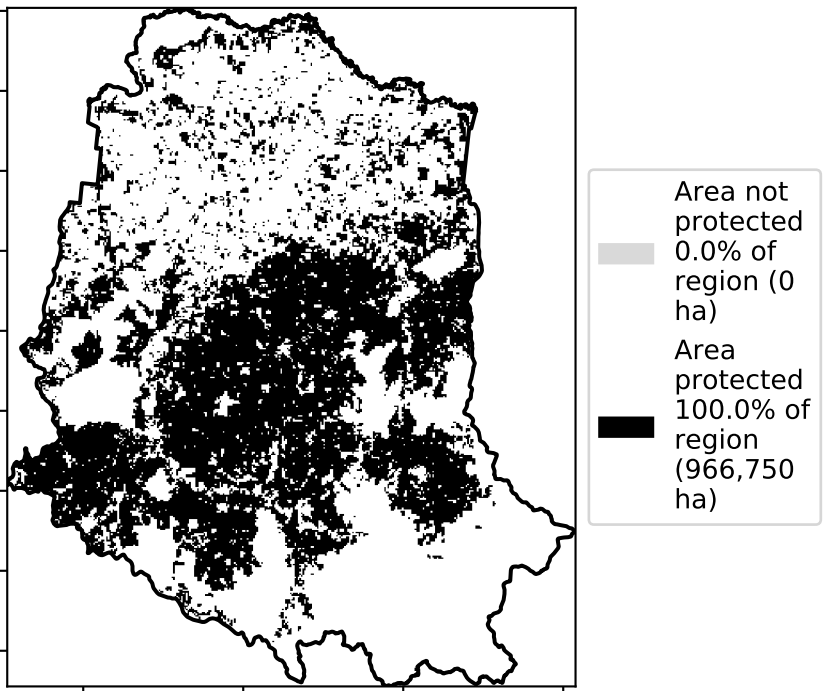 Area not
protected
0.0% of
region (0
ha)
Area
protected
100.0% of
region
(966,750
ha)